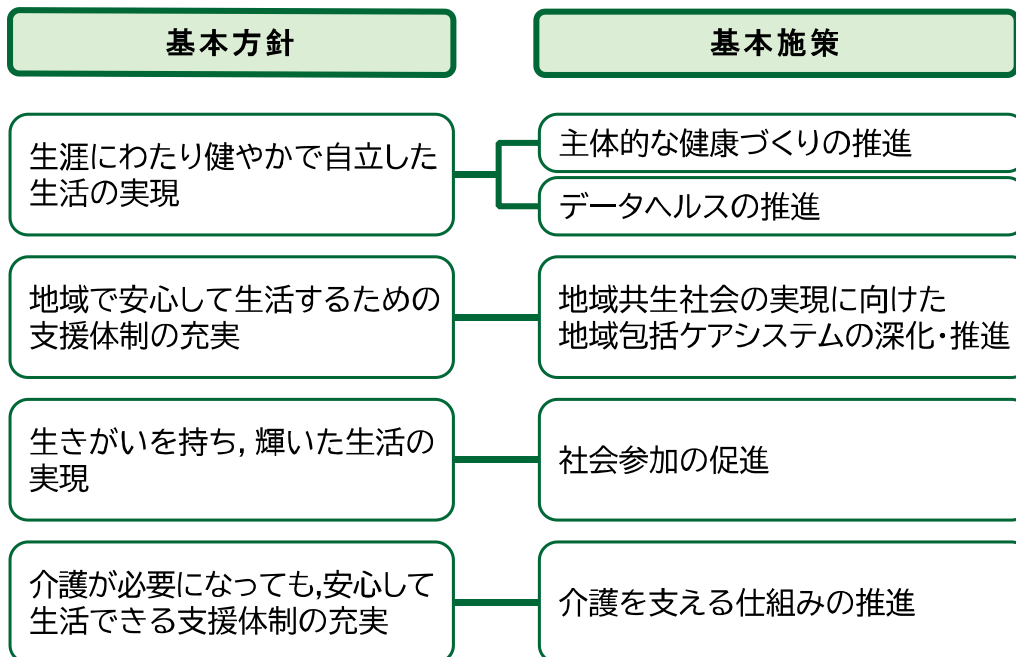 基本方針
基本施策
生涯にわたり健やかで自立した
生活の実現
主体的な健康づくりの推進
データヘルスの推進
地域で安心して生活するための
支援体制の充実
地域共生社会の実現に向けた
地域包括ケアシステムの深化・推進
生きがいを持ち，輝いた生活の
実現
社会参加の促進
介護が必要になっても，安心して
生活できる支援体制の充実
介護を支える仕組みの推進